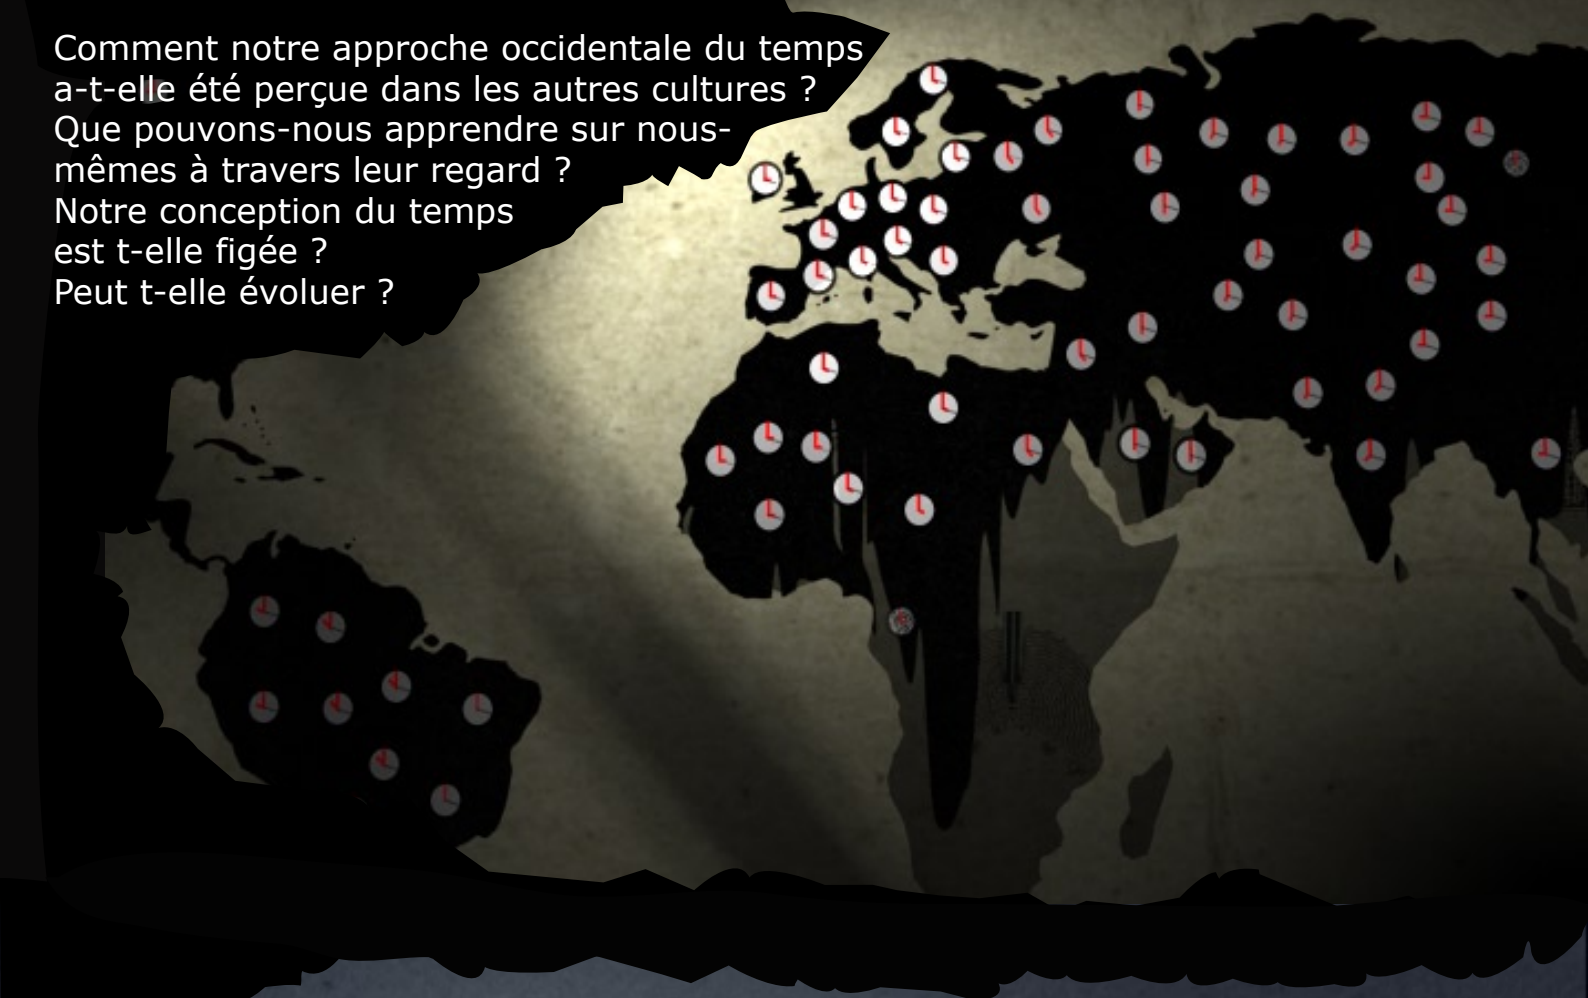 Comment notre approche occidentale du temps
a-t-elle été perçue dans les autres cultures ?
Que pouvons-nous apprendre sur nous-
mêmes à travers leur regard ?
Notre conception du temps
est t-elle figée ?
Peut t-elle évoluer ?